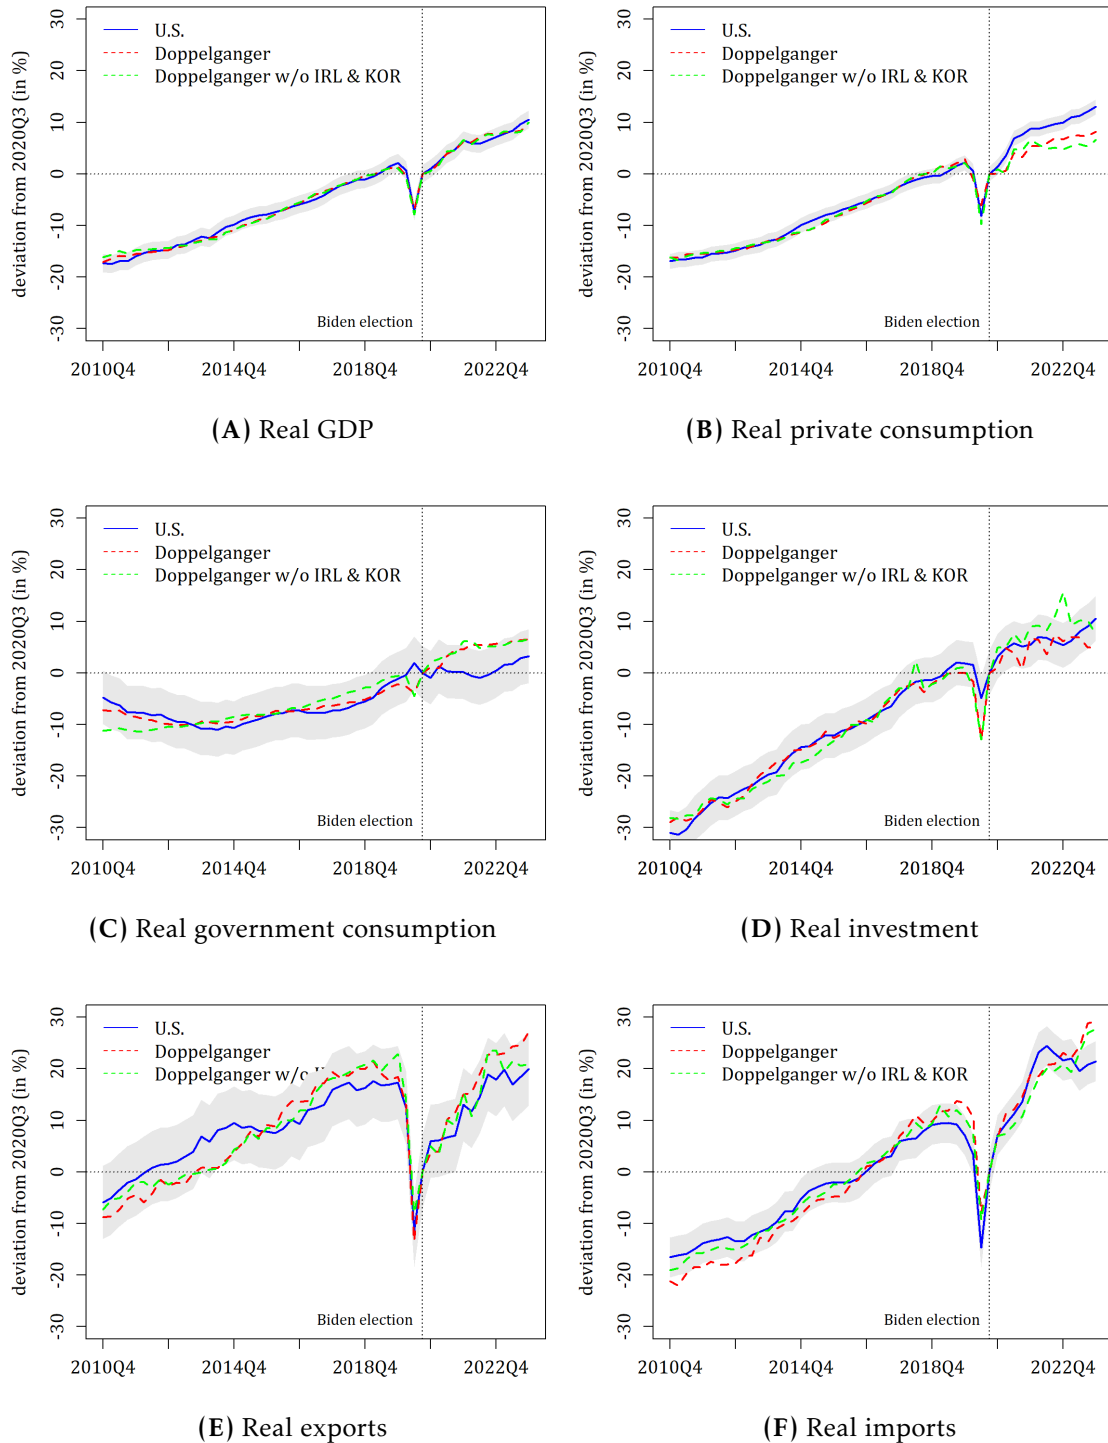 deviation from 2020Q3 (in %)
30
20
10
0
-10
-20
-30
U.S.
Doppelganger
Doppelganger w/o IRL & KOR
Biden election
2010Q4 2014Q4 2018Q4 2022Q4
(A) Real GDP
deviation from 2020Q3 (in %)
30
20
10
0
-10
-20
-30
U.S.
Doppelganger
Doppelganger w/o IRL & KOR
Biden election
2010Q4 2014Q4 2018Q4 2022Q4
(B) Real private consumption
deviation from 2020Q3 (in %)
30
20
10
0
-10
-20
-30
U.S.
Doppelganger
Doppelganger w/o IRL & KOR
Biden election
2010Q4 2014Q4 2018Q4 2022Q4
(C) Real government consumption
deviation from 2020Q3 (in %)
30
20
10
0
-10
-20
-30
U.S.
Doppelganger
Doppelganger w/o IRL & KOR
Biden election
2010Q4 2014Q4 2018Q4 2022Q4
(D) Real investment
deviation from 2020Q3 (in %)
30
20
10
0
-10
-20
-30
U.S.
Doppelganger
Doppelganger w/o
Biden election
2010Q4 2014Q4 2018Q4 2022Q4
(E) Real exports
deviation from 2020Q3 (in %)
30
20
10
0
-10
-20
-30
U.S.
Doppelganger
Doppelganger w/o IRL & KOR
Biden election
2010Q4 2014Q4 2018Q4 2022Q4
(F) Real imports